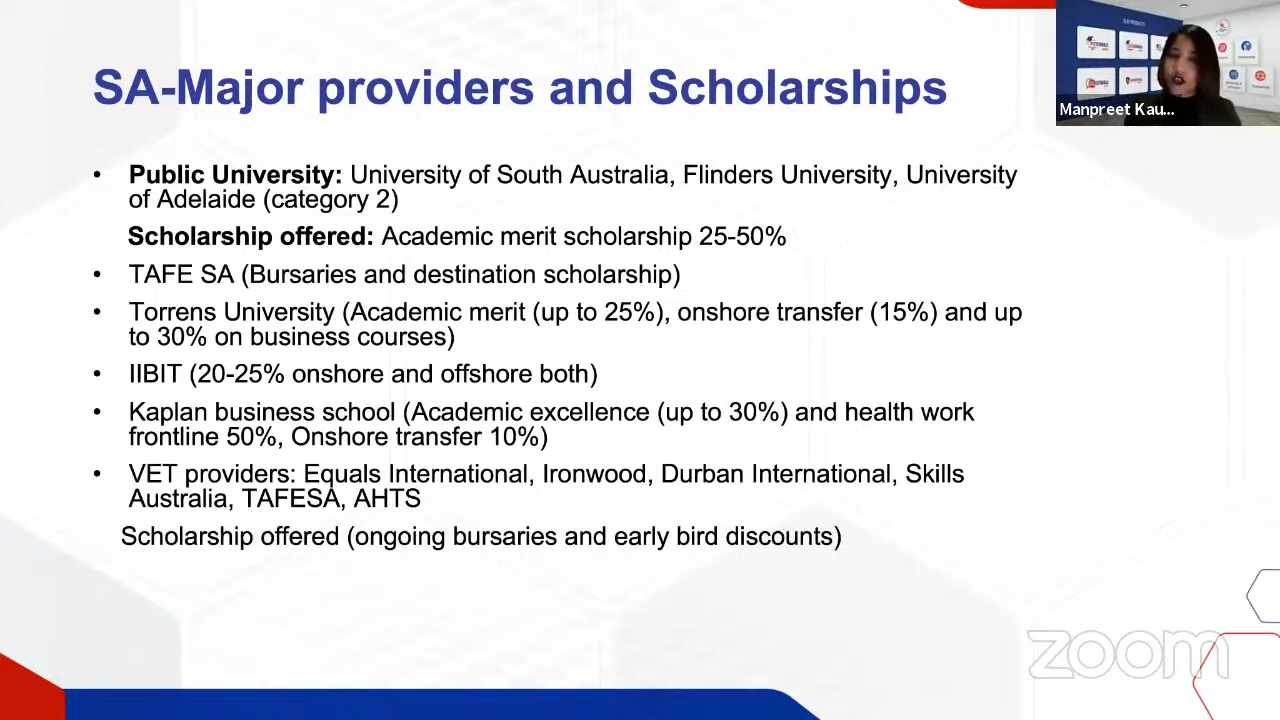 SA-Major providers and Scholarships
Manpreet Kau...
• Public University: University of South Australia, Flinders University, University
of Adelaide (category 2)
Scholarship offered: Academic merit scholarship 25-50%
• TAFE SA (Bursaries and destination scholarship)
• Torrens University (Academic merit (up to 25%), onshore transfer (15%) and up
to 30% on business courses)
• IIBIT (20-25% onshore and offshore both)
• Kaplan business school (Academic excellence (up to 30%) and health work
frontline 50%, Onshore transfer 10%)
• VET providers: Equals International, Ironwood, Durban International, Skills
Australia, TAFESA, AHTS
Scholarship offered (ongoing bursaries and early bird discounts)
zoom